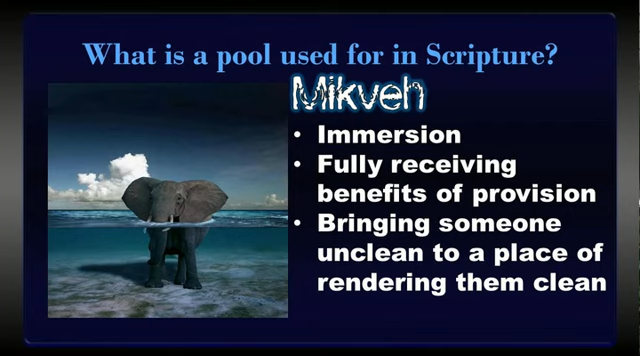 What is a pool used for in Scripture?
Mikveh
• Immersion
• Fully receiving
benefits of provision
• Bringing someone
unclean to a place of
rendering them clean